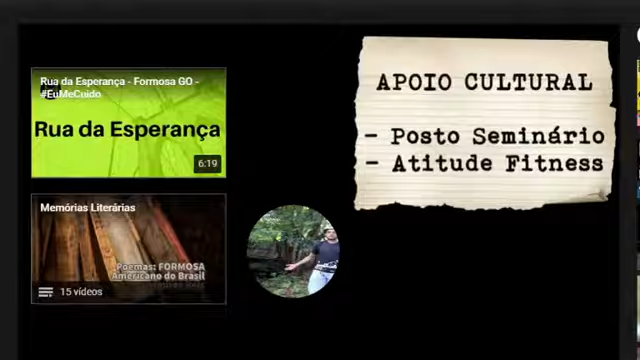 Rua da Esperança - Formosa GO -
#EuMeCuido
Rua da Esperança
6:19
Memórias Literárias
Poemas: FORMOSA
Americano do Brasil
15 vídeos
APOIO CULTURAL
- Posto Seminário
- Atitude Fitness